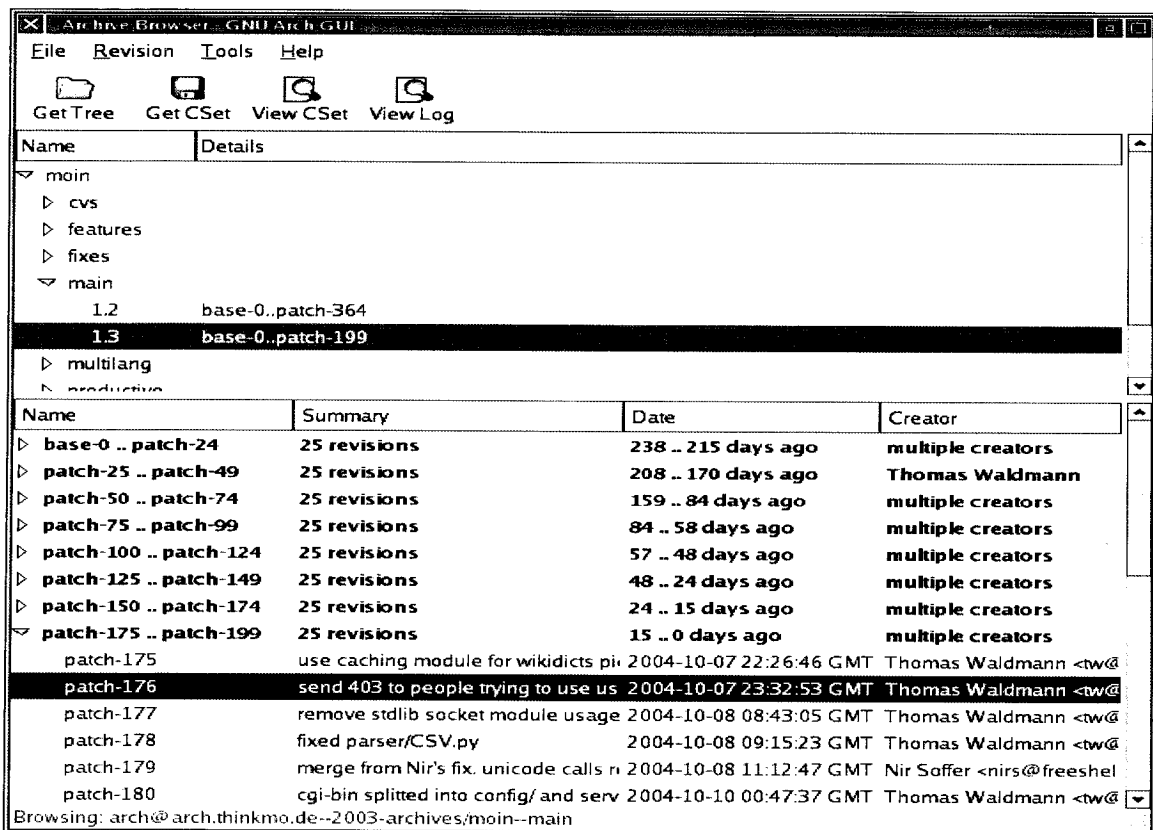 Archive Browser - GNU Arch GUI
File Revision Tools Help
Get Tree Get CSet View CSet View Log
Name Details
moin
cvs
features
fixes
main
1.2 base-0..patch-364
1.3 base-0..patch-199
multilang
productive
Name Summary Date Creator
base-0 .. patch-24 25 revisions 238 .. 215 days ago multiple creators
patch-25 .. patch-49 25 revisions 208 .. 170 days ago Thomas Waldmann
patch-50 .. patch-74 25 revisions 159 .. 84 days ago multiple creators
patch-75 .. patch-99 25 revisions 84 .. 58 days ago multiple creators
patch-100 .. patch-124 25 revisions 57 .. 48 days ago multiple creators
patch-125 .. patch-149 25 revisions 48 .. 24 days ago multiple creators
patch-150 .. patch-174 25 revisions 24 .. 15 days ago multiple creators
patch-175 .. patch-199 25 revisions 15 .. 0 days ago multiple creators
patch-175 use caching module for wikidicts pi 2004-10-07 22:26:46 GMT Thomas Waldmann <tw@
patch-176 send 403 to people trying to use us 2004-10-07 23:32:53 GMT Thomas Waldmann <tw@
patch-177 remove stdlib socket module usage 2004-10-08 08:43:05 GMT Thomas Waldmann <tw@
patch-178 fixed parser/CSV.py 2004-10-08 09:15:23 GMT Thomas Waldmann <tw@
patch-179 merge from Nir's fix. unicode calls r 2004-10-08 11:12:47 GMT Nir Soffer <nirs@freeshel
patch-180 cgi-bin splitted into config/ and serv 2004-10-10 00:47:37 GMT Thomas Waldmann <tw@
Browsing: arch@arch.thinkmo.de--2003-archives/moin--main